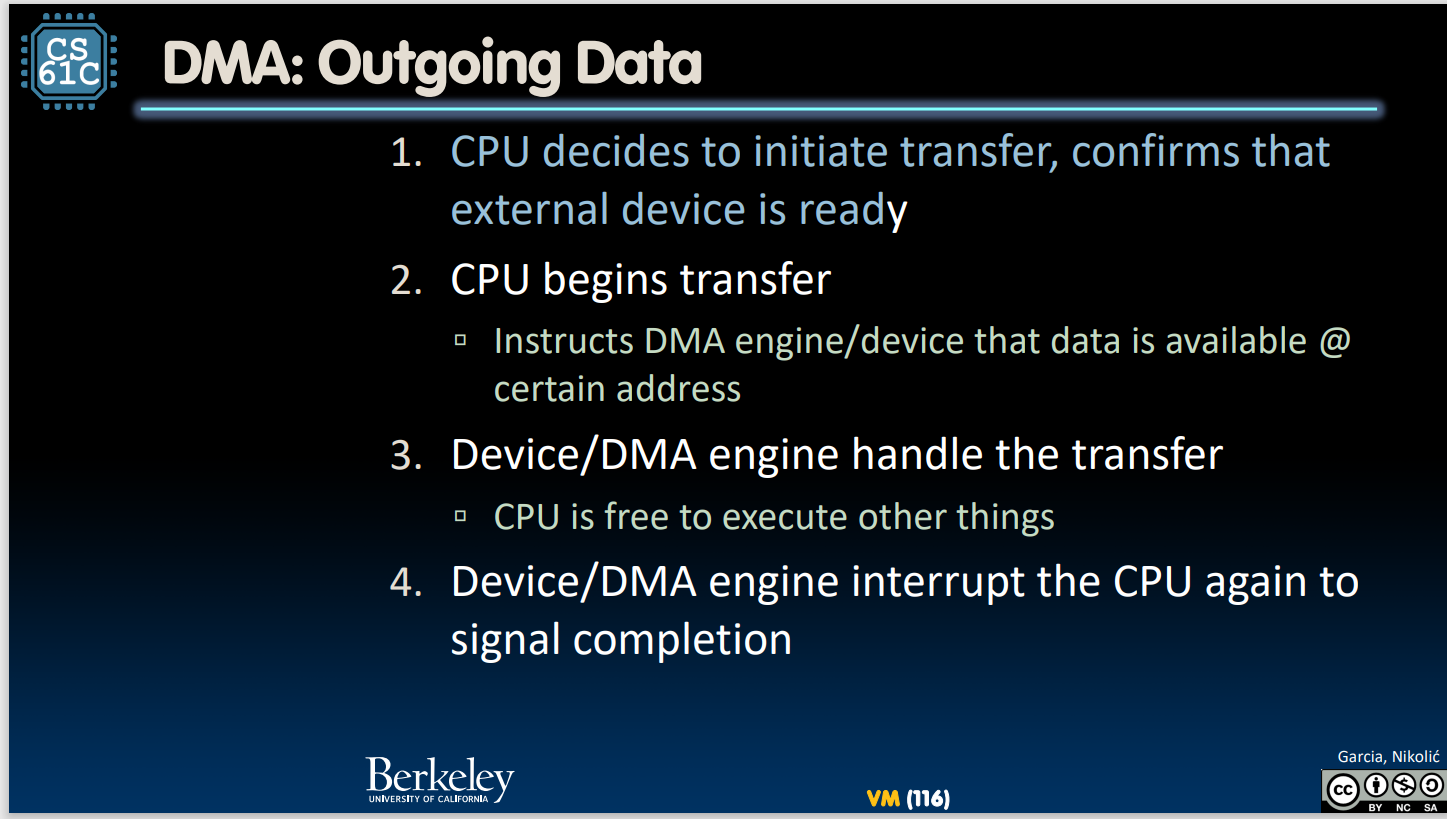 CS
61C
DMA: Outgoing Data
1. CPU decides to initiate transfer, confirms that
external device is ready
2. CPU begins transfer
▫ Instructs DMA engine/device that data is available @
certain address
3. Device/DMA engine handle the transfer
▫ CPU is free to execute other things
4. Device/DMA engine interrupt the CPU again to
signal completion
Berkeley
UNIVERSITY OF CALIFORNIA
VM (116)
Garcia, Nikolić
cc
BY NC SA